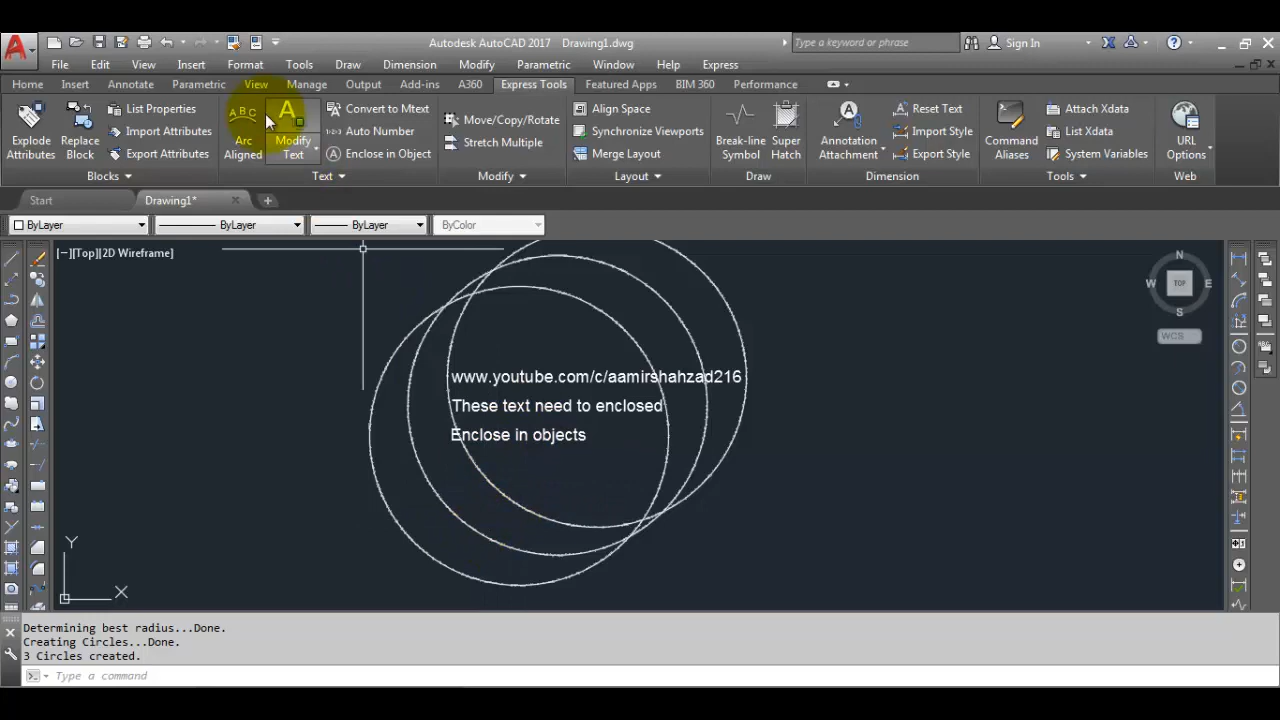 Autodesk AutoCAD 2017 Drawing1.dwg
Type a keyword or phrase
Sign In
File Edit View Insert Format Tools Draw Dimension Modify Parametric Window Help Express
Home Insert Annotate Parametric View Manage Output Add-ins A360 Express Tools Featured Apps BIM 360 Performance
Explode Attributes
Replace Block
List Properties
Import Attributes
Export Attributes
Blocks
ABC
Arc Aligned
A
Modify Text
Convert to Mtext
Auto Number
Enclose in Object
Text
Move/Copy/Rotate
Stretch Multiple
Modify
Align Space
Synchronize Viewports
Merge Layout
Layout
Break-line Symbol
Super Hatch
Draw
Annotation Attachment
Reset Text
Import Style
Export Style
Dimension
Command Aliases
Attach Xdata
List Xdata
System Variables
Tools
URL Options
Web
Start
Drawing1*
ByLayer
ByLayer
ByLayer
ByColor
[−][Top][2D Wireframe]
N
W TOP E
S
WCS
www.youtube.com/c/aamirshahzad216
These text need to enclosed
Enclose in objects
Y
X
Determining best radius...Done.
Creating Circles...Done.
3 Circles created.
Type a command